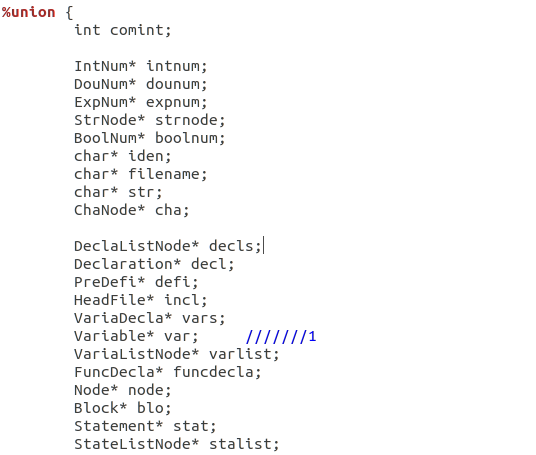 %union {
int comint;
IntNum* intnum;
DouNum* dounum;
ExpNum* expnum;
StrNode* strnode;
BoolNum* boolnum;
char* iden;
char* filename;
char* str;
ChaNode* cha;
DeclaListNode* decls;
Declaration* decl;
PreDefi* defi;
HeadFile* incl;
VariaDecla* vars;
Variable* var; ///////1
VariaListNode* varlist;
FuncDecla* funcdecla;
Node* node;
Block* blo;
Statement* stat;
StateListNode* stalist;